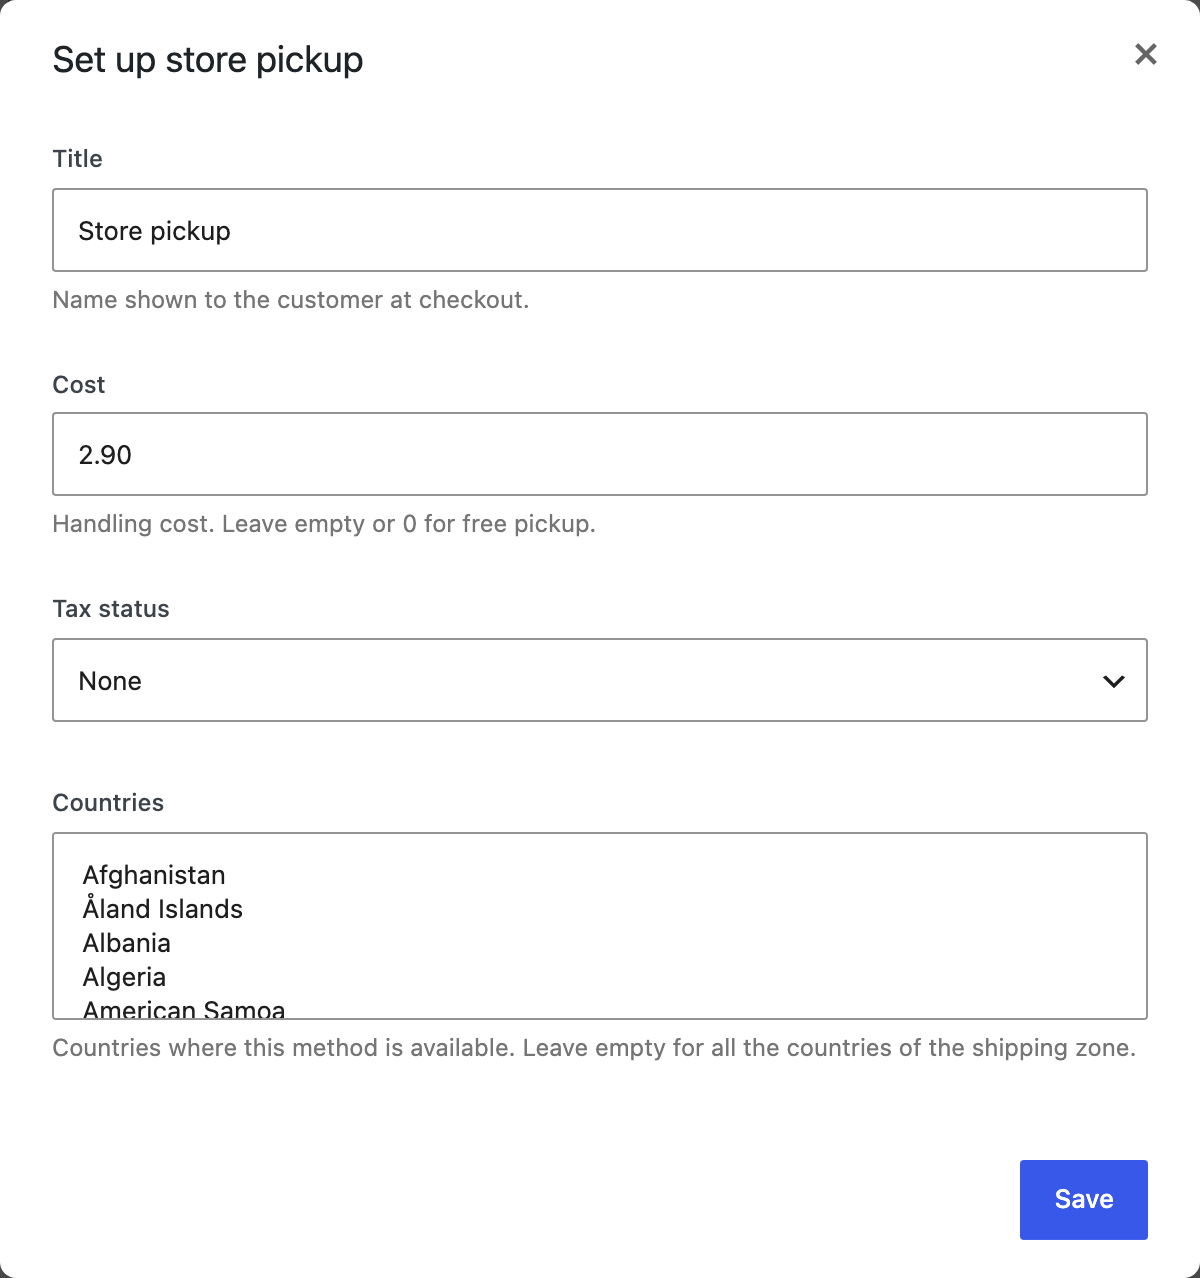 Set up store pickup
Title
Store pickup
Name shown to the customer at checkout.
Cost
2.90
Handling cost. Leave empty or 0 for free pickup.
Tax status
None
Countries
Afghanistan
Åland Islands
Albania
Algeria
American Samoa
Countries where this method is available. Leave empty for all the countries of the shipping zone.
Save